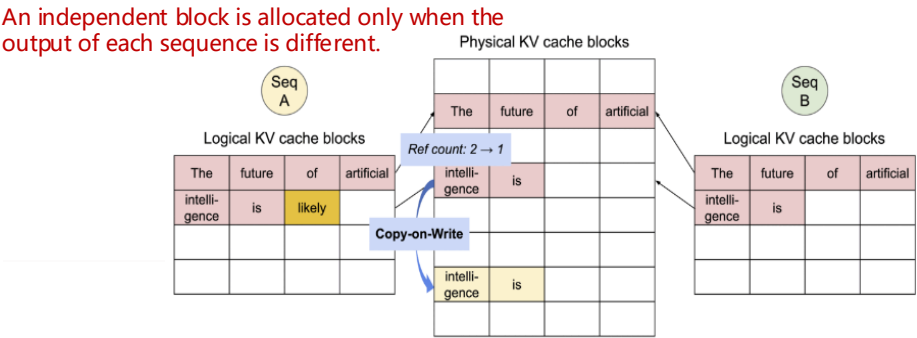 An independent block is allocated only when the
output of each sequence is different.
Physical KV cache blocks
Seq
A
Seq
B
Logical KV cache blocks
The future of artificial
intelli-
gence is likely
The future of artificial
Ref count: 2 → 1
intelli-
gence is
Copy-on-Write
intelli-
gence is
Logical KV cache blocks
The future of artificial
intelli-
gence is